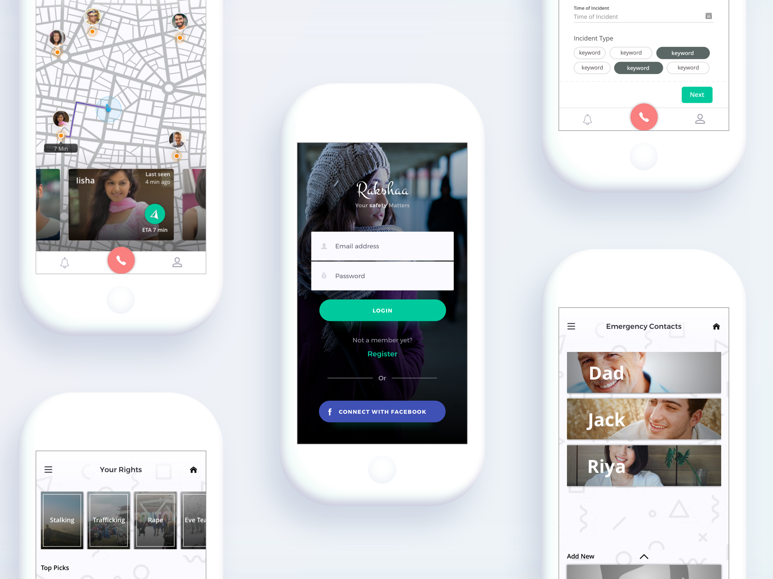 7 Min
lisha
Last seen
4 min ago
ETA 7 min
Your Rights
Stalking
Trafficking
Rape
Eve Tea
Top Picks
Rakshaa
Your safety Matters
Email address
Password
LOGIN
Not a member yet?
Register
Or
f CONNECT WITH FACEBOOK
Time of Incident
Time of Incident
Incident Type
keyword keyword keyword
keyword keyword keyword
Next
Emergency Contacts
Dad
Jack
Riya
Add New